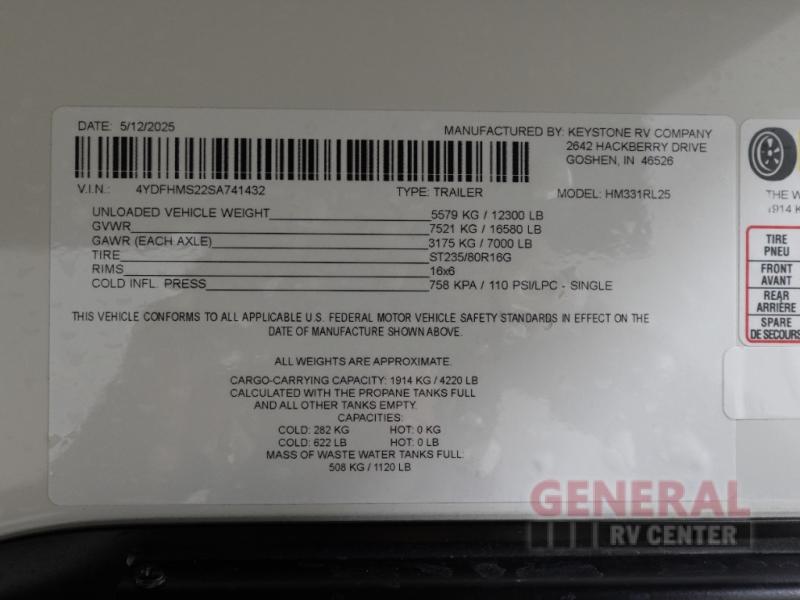 DATE: 5/12/2025
MANUFACTURED BY: KEYSTONE RV COMPANY
2642 HACKBERRY DRIVE
GOSHEN, IN 46526
V.I.N.: 4YDFHMS22SA741432 TYPE: TRAILER MODEL: HM331RL25
UNLOADED VEHICLE WEIGHT 5579 KG / 12300 LB
GVWR 7521 KG / 16580 LB
GAWR (EACH AXLE) 3175 KG / 7000 LB
TIRE ST235/80R16G
RIMS 16x6
COLD INFL. PRESS 758 KPA / 110 PSI/LPC - SINGLE
THIS VEHICLE CONFORMS TO ALL APPLICABLE U.S. FEDERAL MOTOR VEHICLE SAFETY STANDARDS IN EFFECT ON THE
DATE OF MANUFACTURE SHOWN ABOVE.
ALL WEIGHTS ARE APPROXIMATE.
CARGO-CARRYING CAPACITY: 1914 KG / 4220 LB
CALCULATED WITH THE PROPANE TANKS FULL
AND ALL OTHER TANKS EMPTY.
CAPACITIES:
COLD: 282 KG HOT: 0 KG
COLD: 622 LB HOT: 0 LB
MASS OF WASTE WATER TANKS FULL:
508 KG / 1120 LB
THE W
1914 K
TIRE
PNEU
FRONT
AVANT
REAR
ARRIÈRE
SPARE
DE SECOURS
GENERAL
RV CENTER